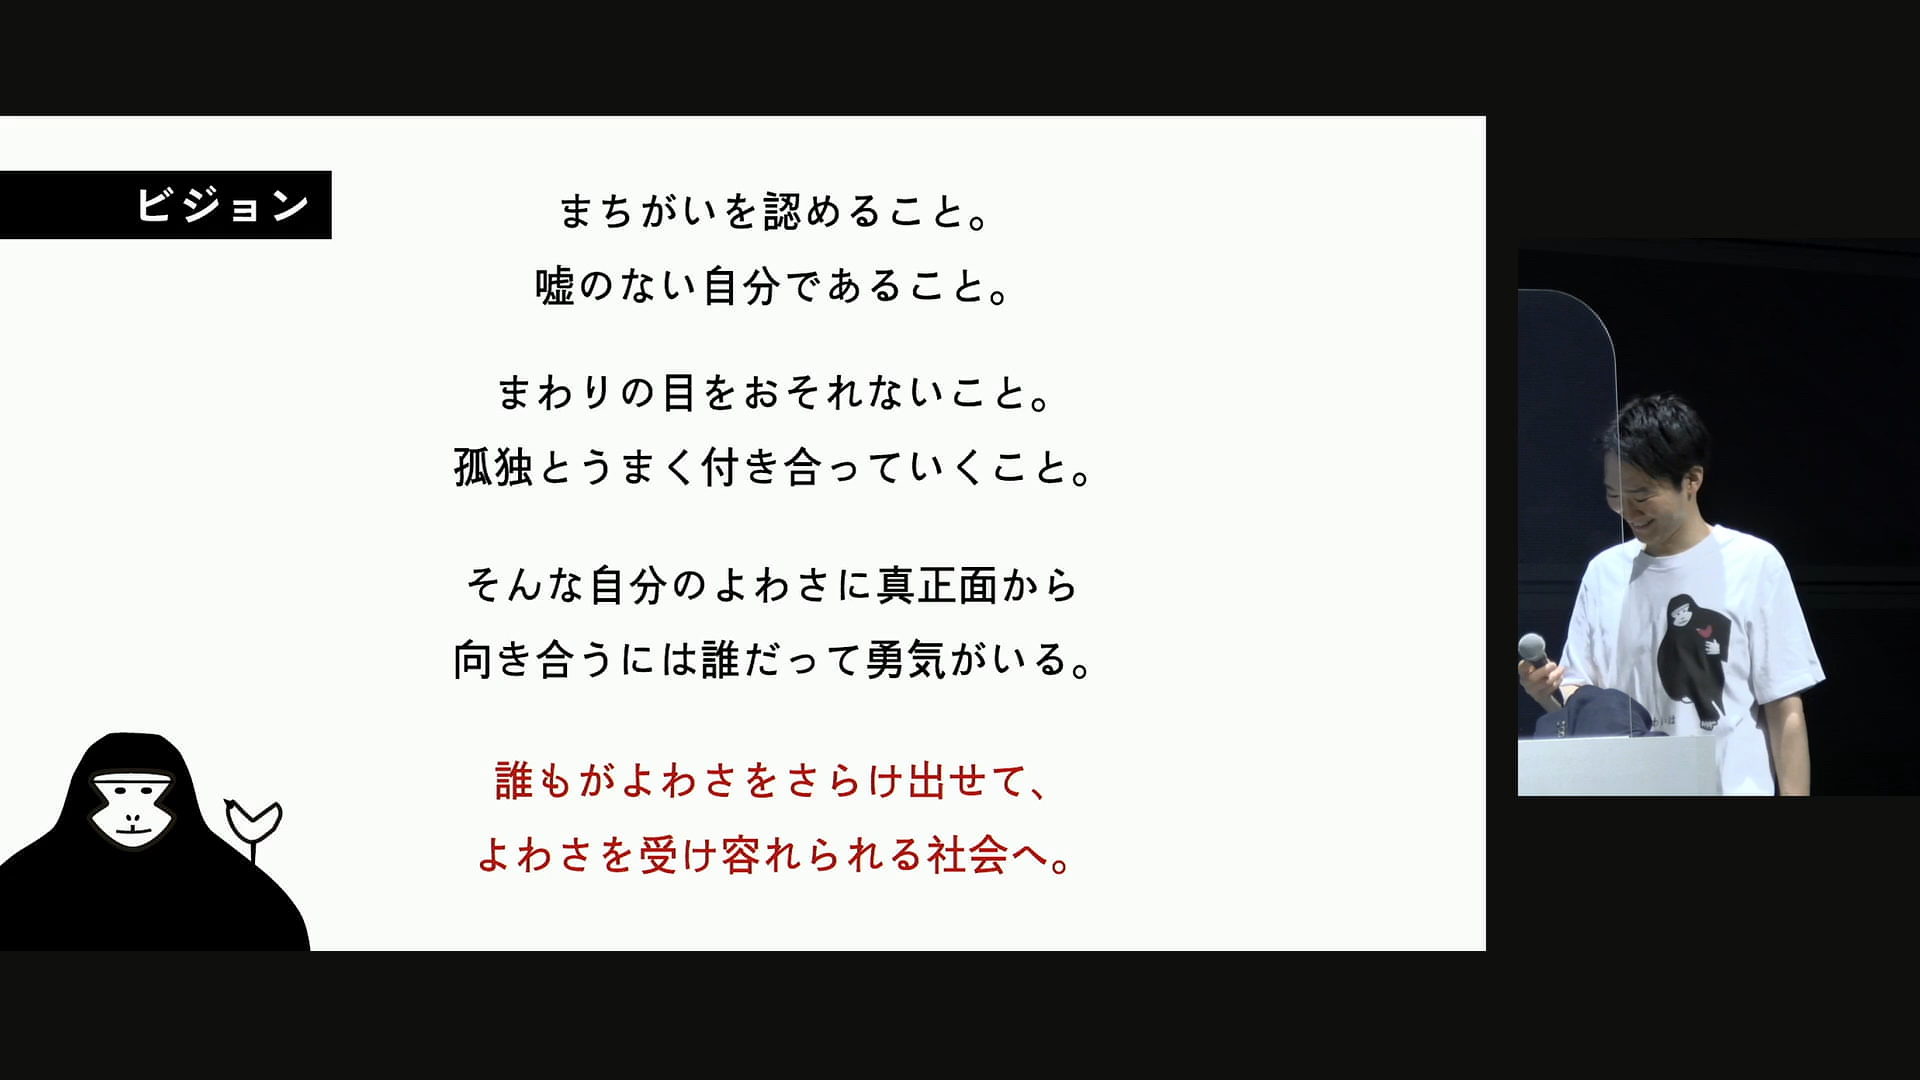 ビジョン
まちがいを認めること。
嘘のない自分であること。
まわりの目をおそれないこと。
孤独とうまく付き合っていくこと。
そんな自分のよわさに真正面から
向き合うには誰だって勇気がいる。
誰もがよわさをさらけ出せて、
よわさを受け容れられる社会へ。